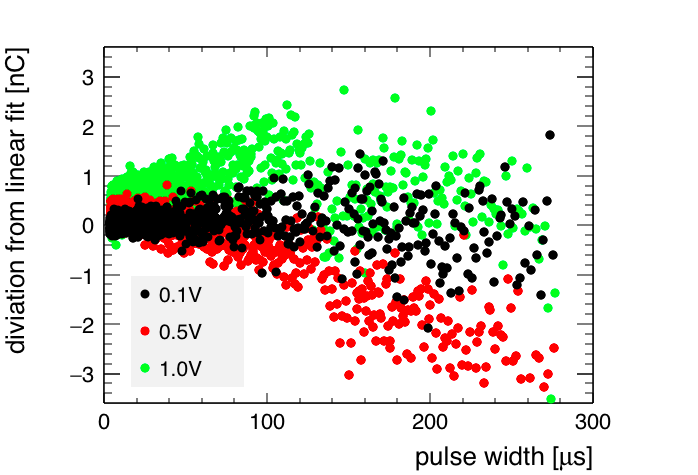 diviation from linear fit [nC]
3
2
1
0
−1
−2
−3
0.1V
0.5V
1.0V
0 100 200 300
pulse width [μs]